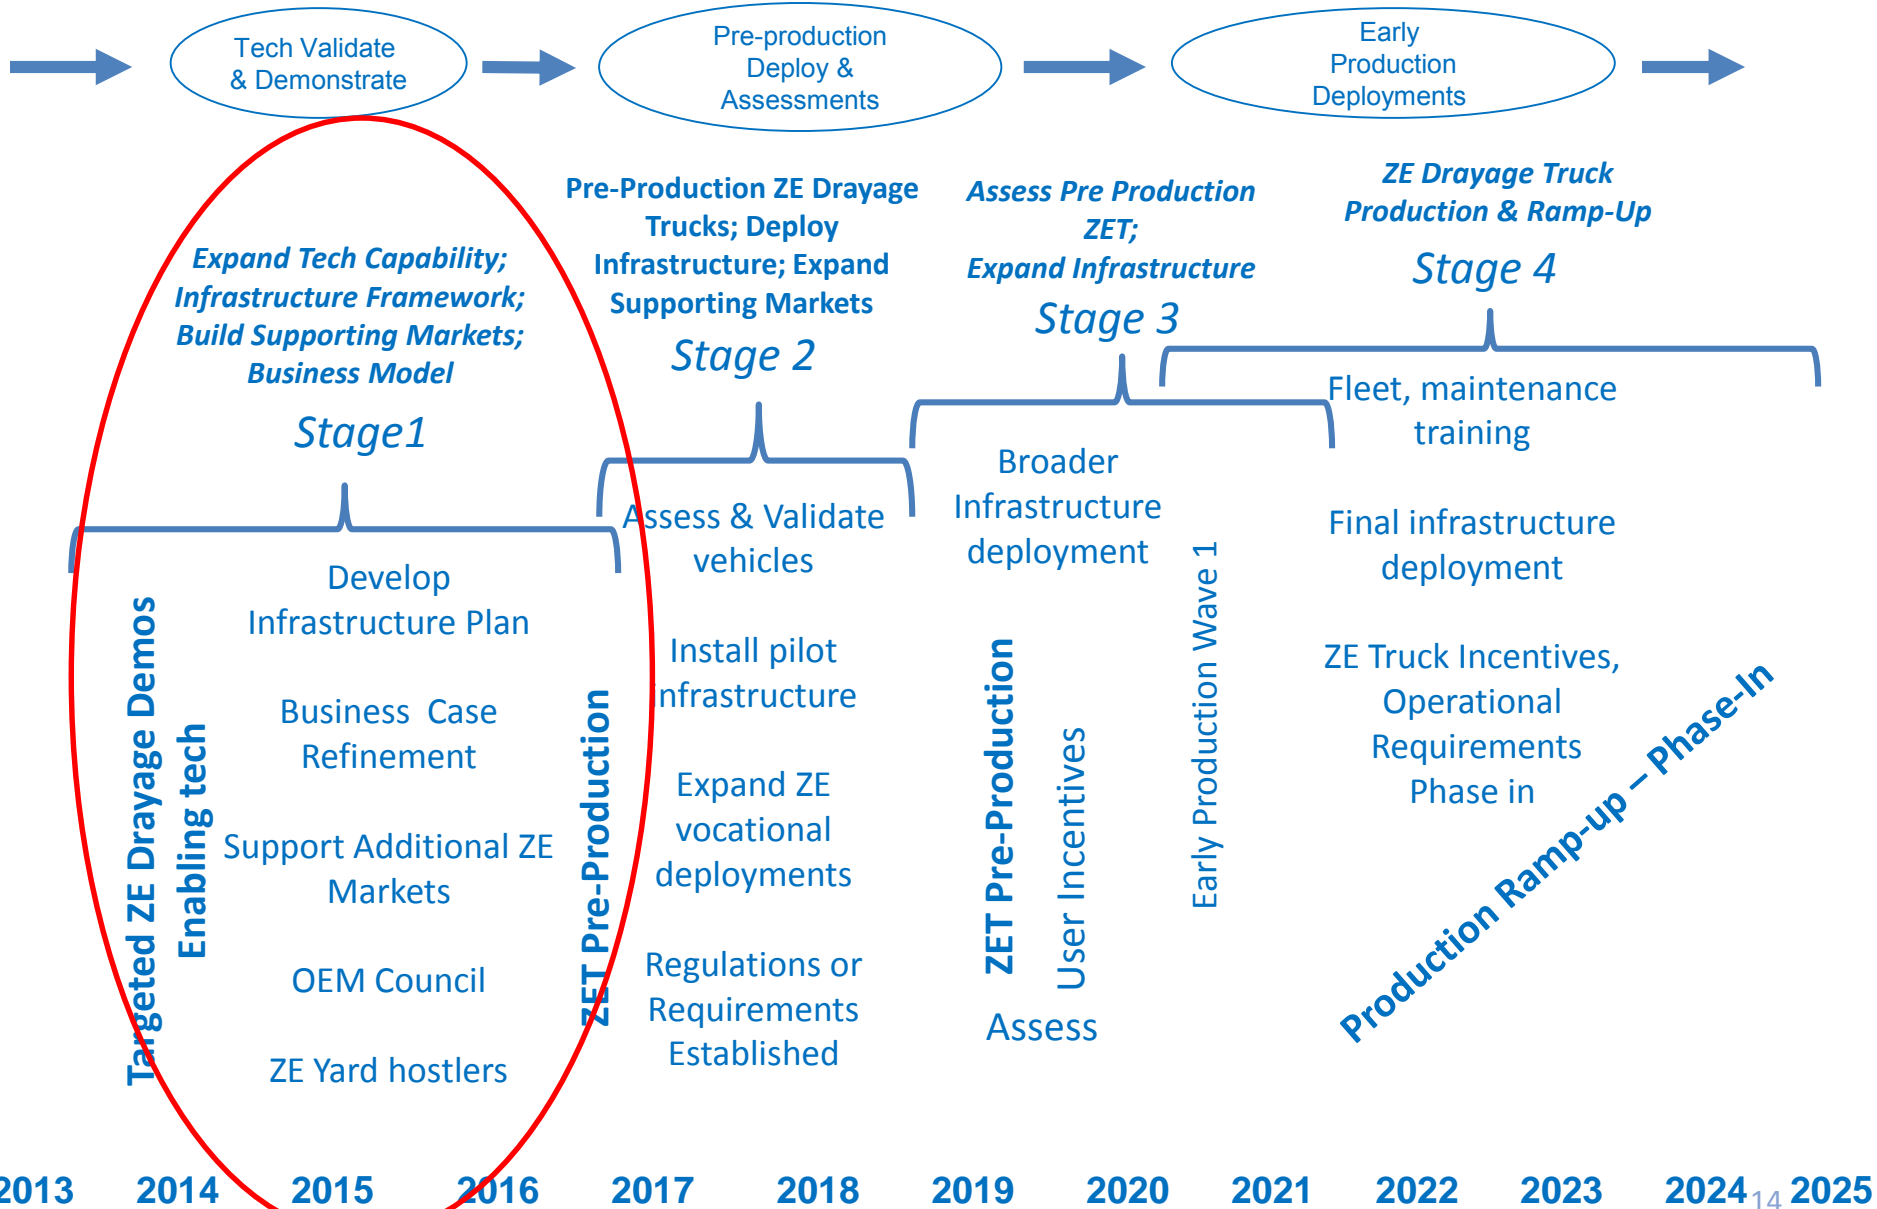 Tech Validate
& Demonstrate
Pre-production
Deploy &
Assessments
Early
Production
Deployments
Expand Tech Capability;
Infrastructure Framework;
Build Supporting Markets;
Business Model
Stage1
Pre-Production ZE Drayage
Trucks; Deploy
Infrastructure; Expand
Supporting Markets
Stage 2
Assess Pre Production
ZET;
Expand Infrastructure
Stage 3
ZE Drayage Truck
Production & Ramp-Up
Stage 4
Targeted ZE Drayage Demos
Enabling tech
Develop
Infrastructure Plan
Business Case
Refinement
Support Additional ZE
Markets
OEM Council
ZE Yard hostlers
ZET Pre-Production
Assess & Validate
vehicles
Install pilot
infrastructure
Expand ZE
vocational
deployments
Regulations or
Requirements
Established
Broader
Infrastructure
deployment
ZET Pre-Production
User Incentives
Assess
Early Production Wave 1
Fleet, maintenance
training
Final infrastructure
deployment
ZE Truck Incentives,
Operational
Requirements
Phase in
Production Ramp-up – Phase-In
2013 2014 2015 2016 2017 2018 2019 2020 2021 2022 2023 2024 2025
14